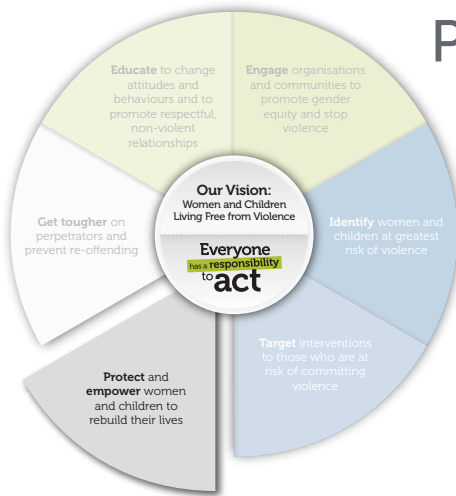 P
Educate to change
attitudes and
behaviours and to
promote respectful,
non-violent
relationships
Engage organisations
and communities to
promote gender
equity and stop
violence
Get tougher on
perpetrators and
prevent re-offending
Our Vision:
Women and Children
Living Free from Violence
Everyone
has a responsibility
to act
Identify women and
children at greatest
risk of violence
Target interventions
to those who are at
risk of committing
violence
Protect and
empower women
and children to
rebuild their lives